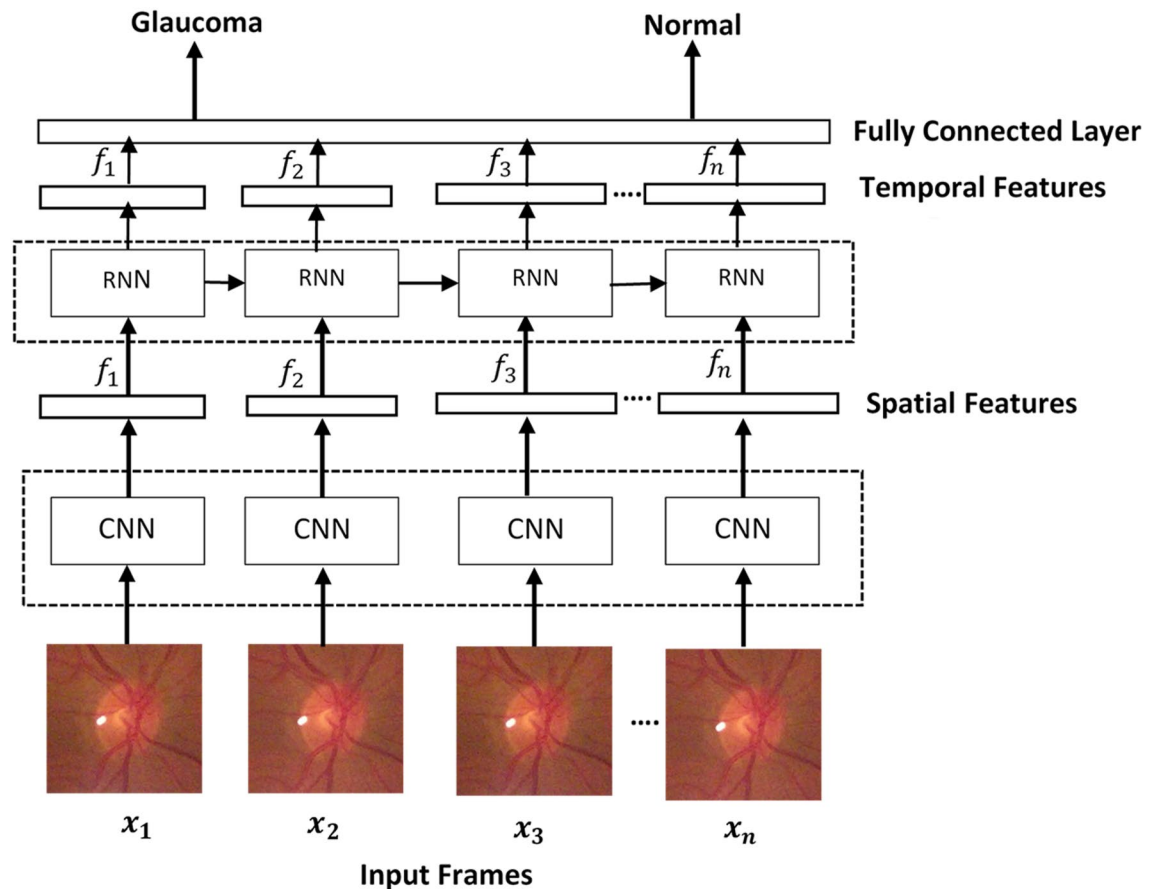 Glaucoma Normal
Fully Connected Layer
f₁ f₂ f₃ fₙ
.... Temporal Features
RNN RNN RNN RNN
f₁ f₂ f₃ fₙ
.... Spatial Features
CNN CNN CNN CNN
....
x₁ x₂ x₃ xₙ
Input Frames